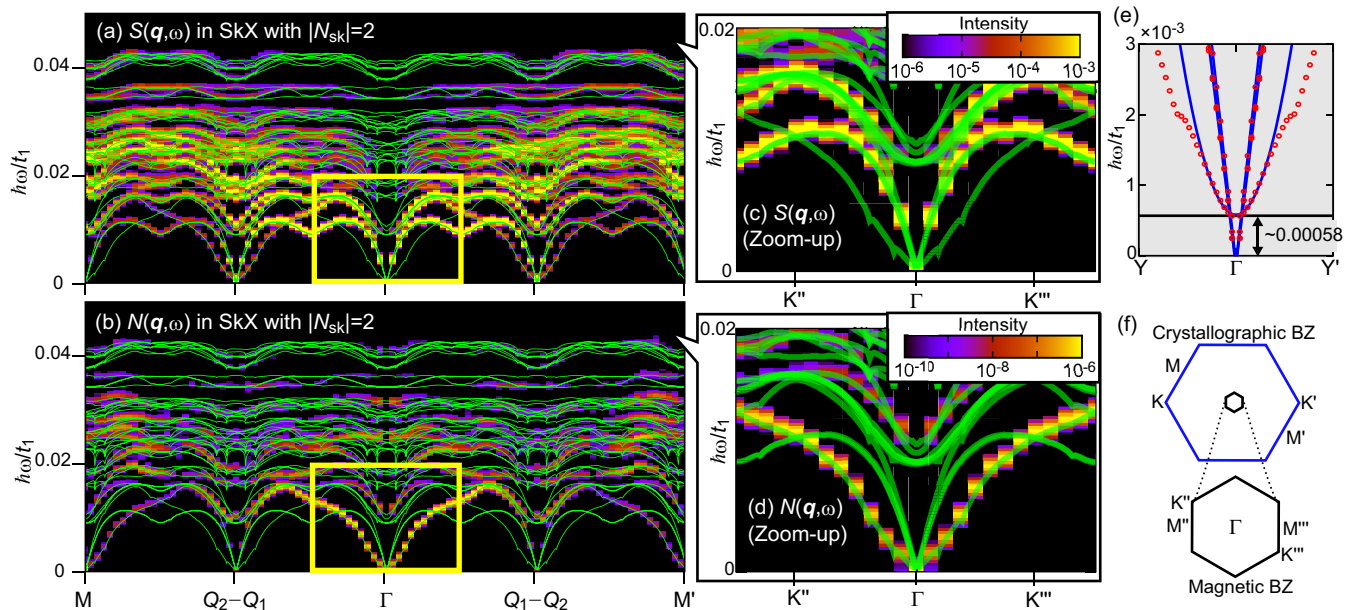 (a) S(q,ω) in SkX with |N_sk|=2
ħω/t₁
0.04
0.02
0
(b) N(q,ω) in SkX with |N_sk|=2
ħω/t₁
0.04
0.02
0
M Q₂−Q₁ Γ Q₁−Q₂ M'
0.02
Intensity
10⁻⁶ 10⁻⁵ 10⁻⁴ 10⁻³
ħω/t₁
(c) S(q,ω)
(Zoom-up)
0
K'' Γ K'''
0.02
Intensity
10⁻¹⁰ 10⁻⁸ 10⁻⁶
ħω/t₁
(d) N(q,ω)
(Zoom-up)
0
K'' Γ K'''
(e)
×10⁻³
3
2
1
0
ħω/t₁
~0.00058
Y Γ Y'
(f)
Crystallographic BZ
M
K K'
M'
K''
M'' Γ M'''
K'''
Magnetic BZ